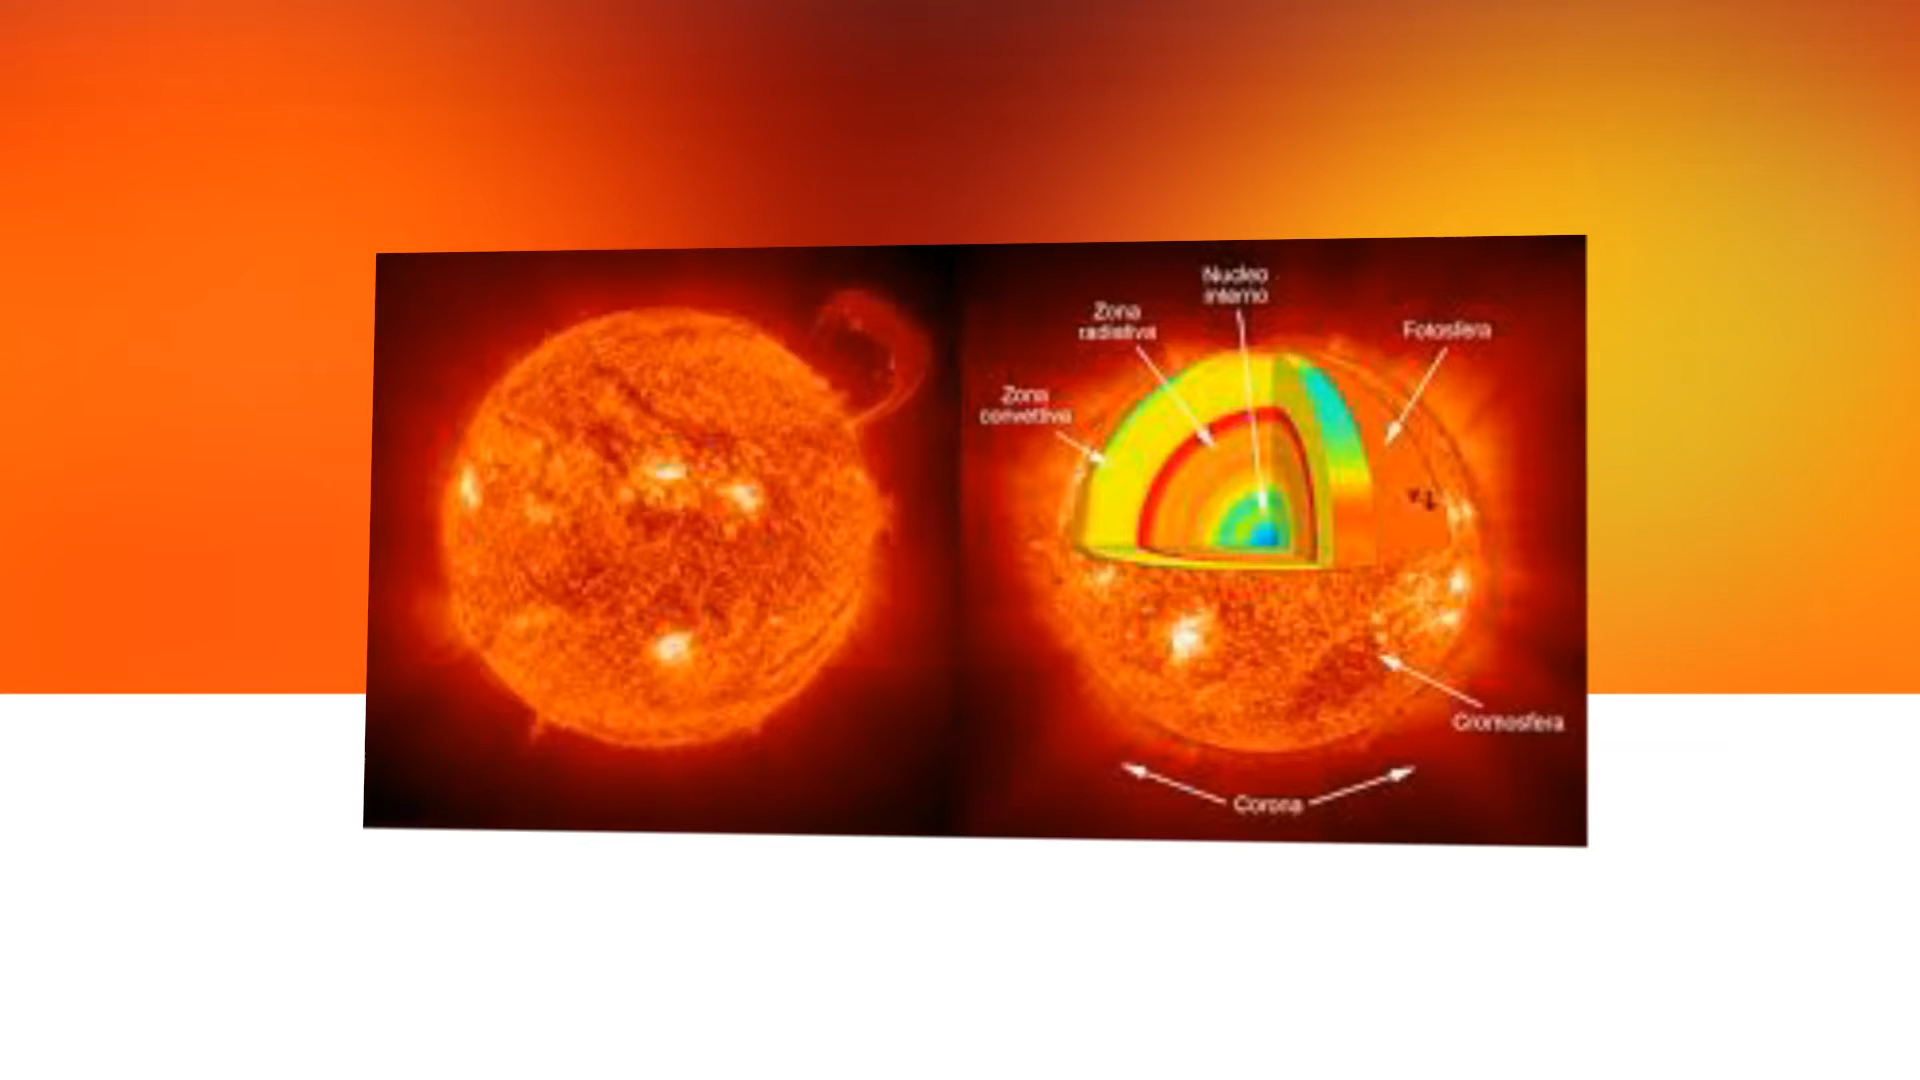 Nucleo
interno
Zona
radiativa
Fotosfera
Zona
convettiva
Cromosfera
Corona